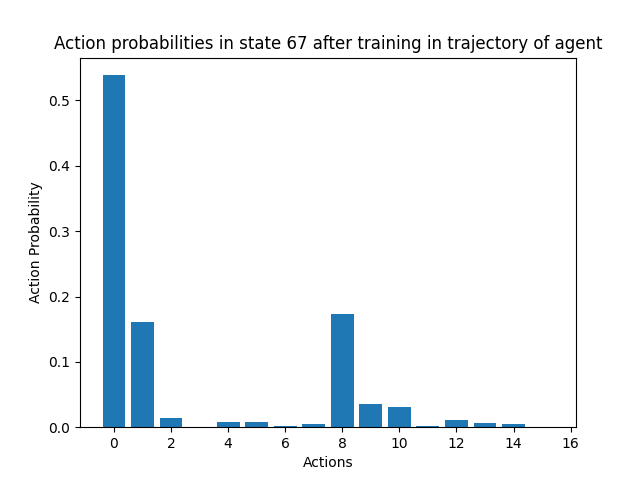 Action probabilities in state 67 after training in trajectory of agent
Action Probability
0.5
0.4
0.3
0.2
0.1
0.0
0 2 4 6 8 10 12 14 16
Actions